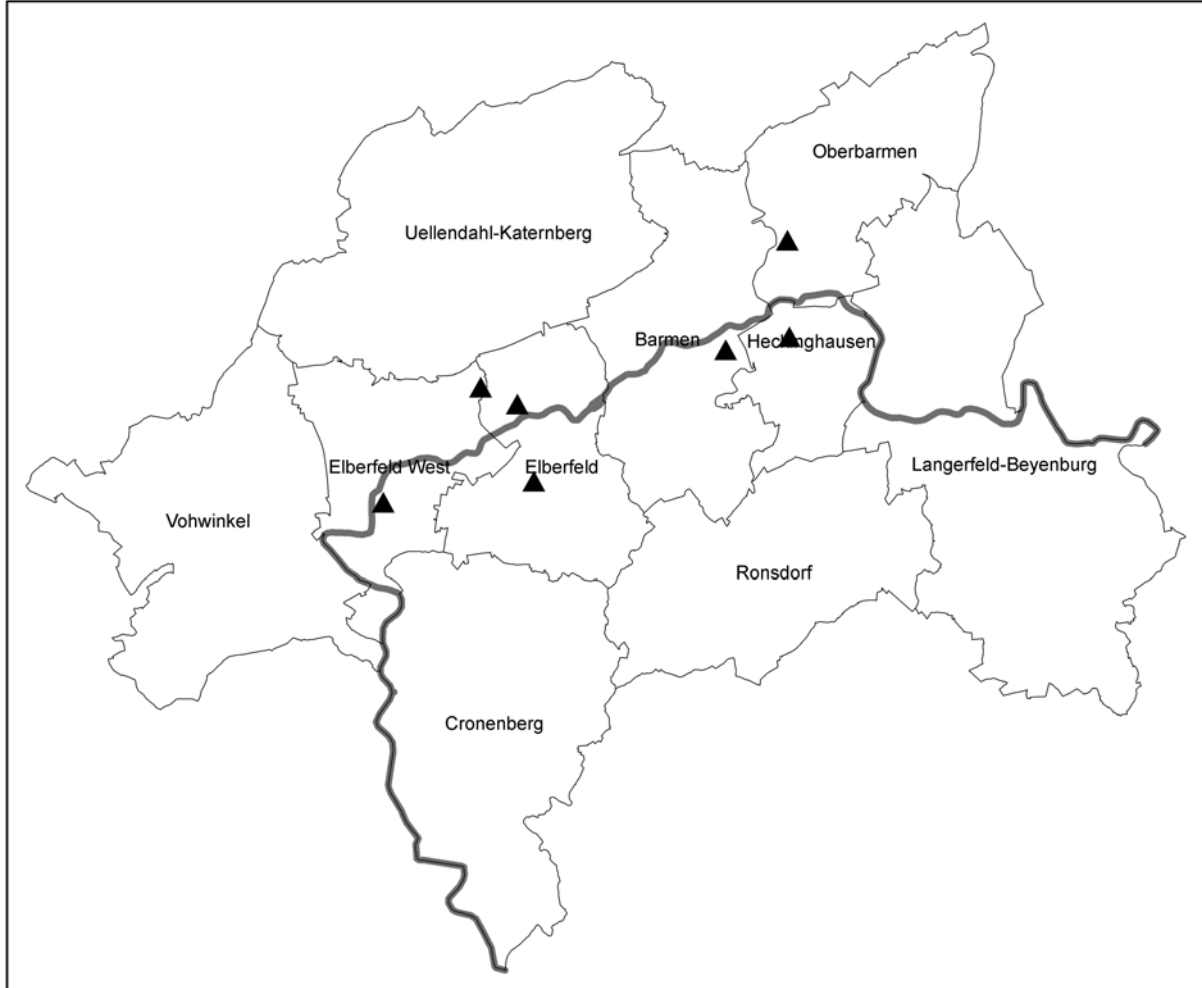 Oberbarmen
Uellendahl-Katernberg
Barmen
Heckinghausen
Elberfeld West
Elberfeld
Langerfeld-Beyenburg
Vohwinkel
Ronsdorf
Cronenberg